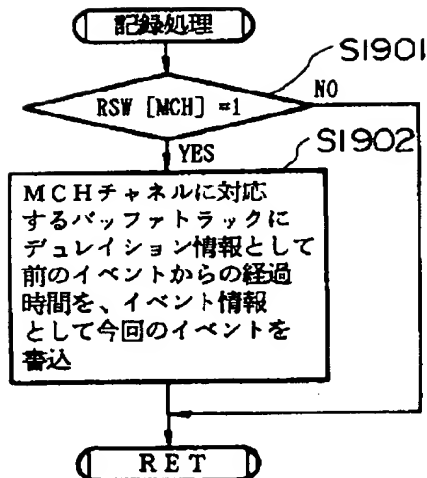 記録処理
S1901
RSW [MCH] =1
NO
YES
S1902
MCHチャネルに対応
するバッファトラックに
デュレイション情報として
前のイベントからの経過
時間を、イベント情報
として今回のイベントを
書込
RET